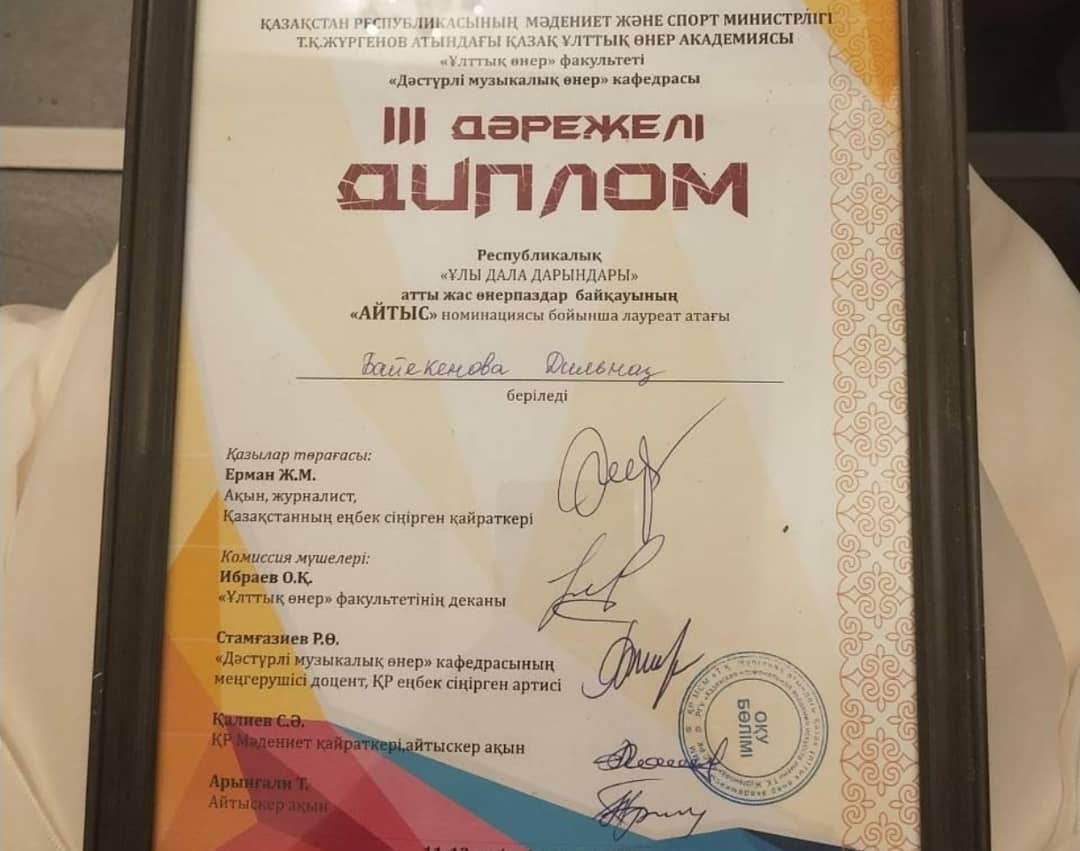 ҚАЗАҚСТАН РЕСПУБЛИКАСЫНЫҢ МӘДЕНИЕТ ЖӘНЕ СПОРТ МИНИСТРЛІГІ
Т.Қ.ЖҮРГЕНОВ АТЫНДАҒЫ ҚАЗАҚ ҰЛТТЫҚ ӨНЕР АКАДЕМИЯСЫ
«Ұлттық өнер» факультеті
«Дәстүрлі музыкалық өнер» кафедрасы
III ДӘРЕЖЕЛІ
ДИПЛОМ
Республикалық
«ҰЛЫ ДАЛА ДАРЫНДАРЫ»
атты жас өнерпаздар байқауының
«АЙТЫС» номинациясы бойынша лауреат атағы
Байекенова Дильназ
беріледі
Қазылар төрағасы:
Ерман Ж.М.
Ақын, журналист,
Қазақстанның еңбек сіңірген қайраткері
Комиссия мүшелері:
Ибраев О.Қ.
«Ұлттық өнер» факультетінің деканы
Стамғазиев Р.Ө.
«Дәстүрлі музыкалық өнер» кафедрасының
меңгерушісі доцент, ҚР еңбек сіңірген артисі
Қалиев С.Ә.
ҚР Мәдениет қайраткері,айтыскер ақын
Арынғали Т.
Айтыскер ақын
ОҚУ
БӨЛІМІ